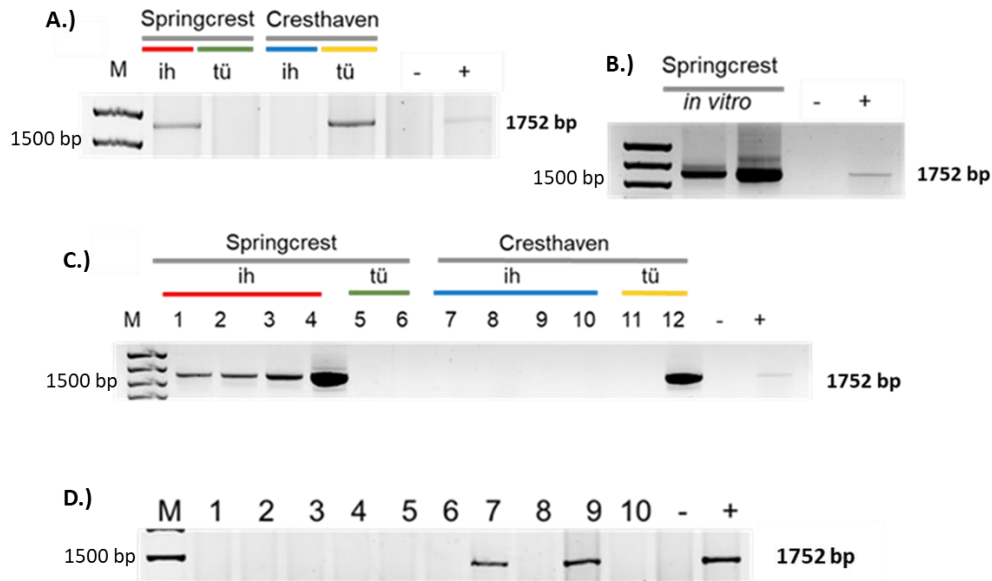 A.)
Springcrest Cresthaven
M ih tü ih tü - +
1500 bp 1752 bp
B.)
Springcrest
in vitro - +
1500 bp 1752 bp
C.)
Springcrest Cresthaven
ih tü ih tü
M 1 2 3 4 5 6 7 8 9 10 11 12 - +
1500 bp 1752 bp
D.)
M 1 2 3 4 5 6 7 8 9 10 - +
1500 bp 1752 bp